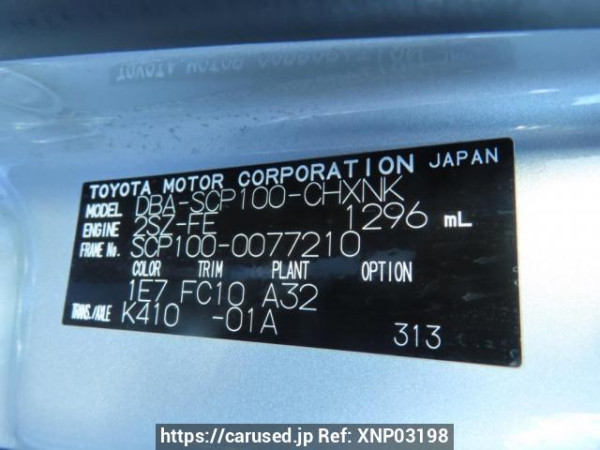 TOYOTA MOTOR CORPORATION JAPAN
MODEL DBA-SCP100-CHXNK
ENGINE 2SZ-FE 1296 mL
FRAME No. SCP100-0077210
COLOR TRIM PLANT OPTION
1E7 FC10 A32
TRANS./AXLE K410 -01A
313
https://carused.jp Ref: XNP03198